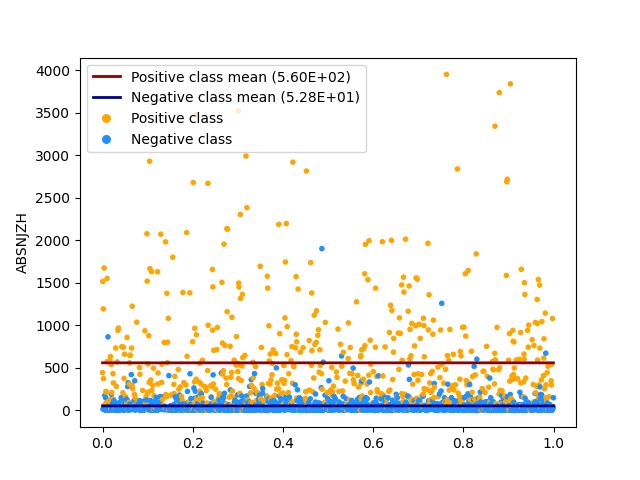 Positive class mean (5.60E+02)
Negative class mean (5.28E+01)
Positive class
Negative class
ABSNJZH
4000
3500
3000
2500
2000
1500
1000
500
0
0.0 0.2 0.4 0.6 0.8 1.0